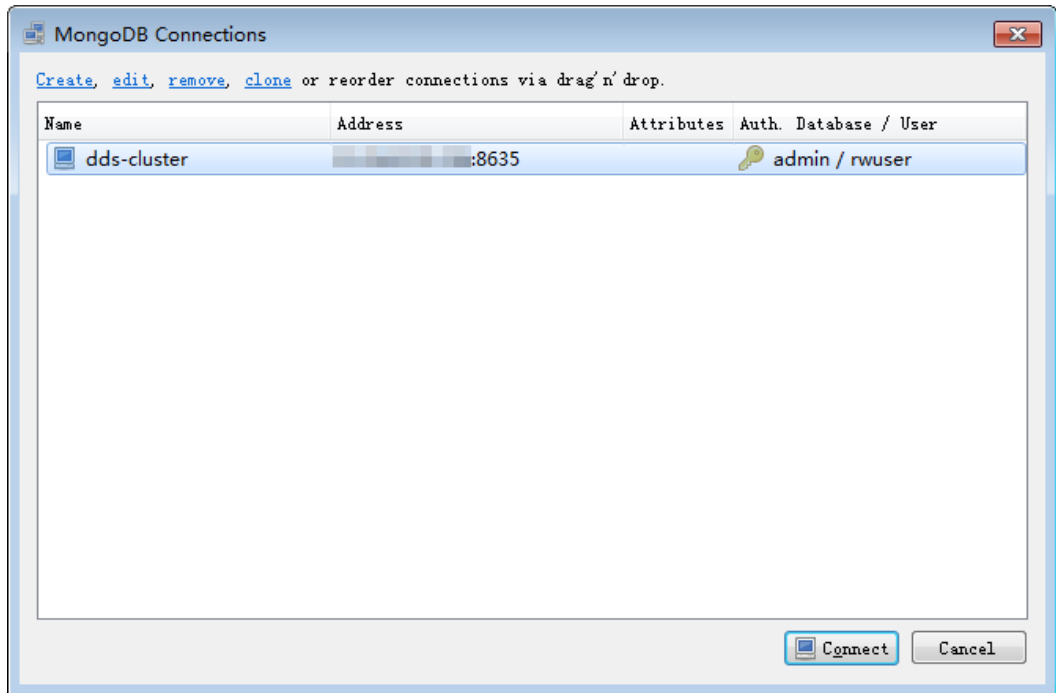 MongoDB Connections
Create, edit, remove, clone or reorder connections via drag'n'drop.
Name Address Attributes Auth. Database / User
dds-cluster :8635 admin / rwuser
Connect Cancel